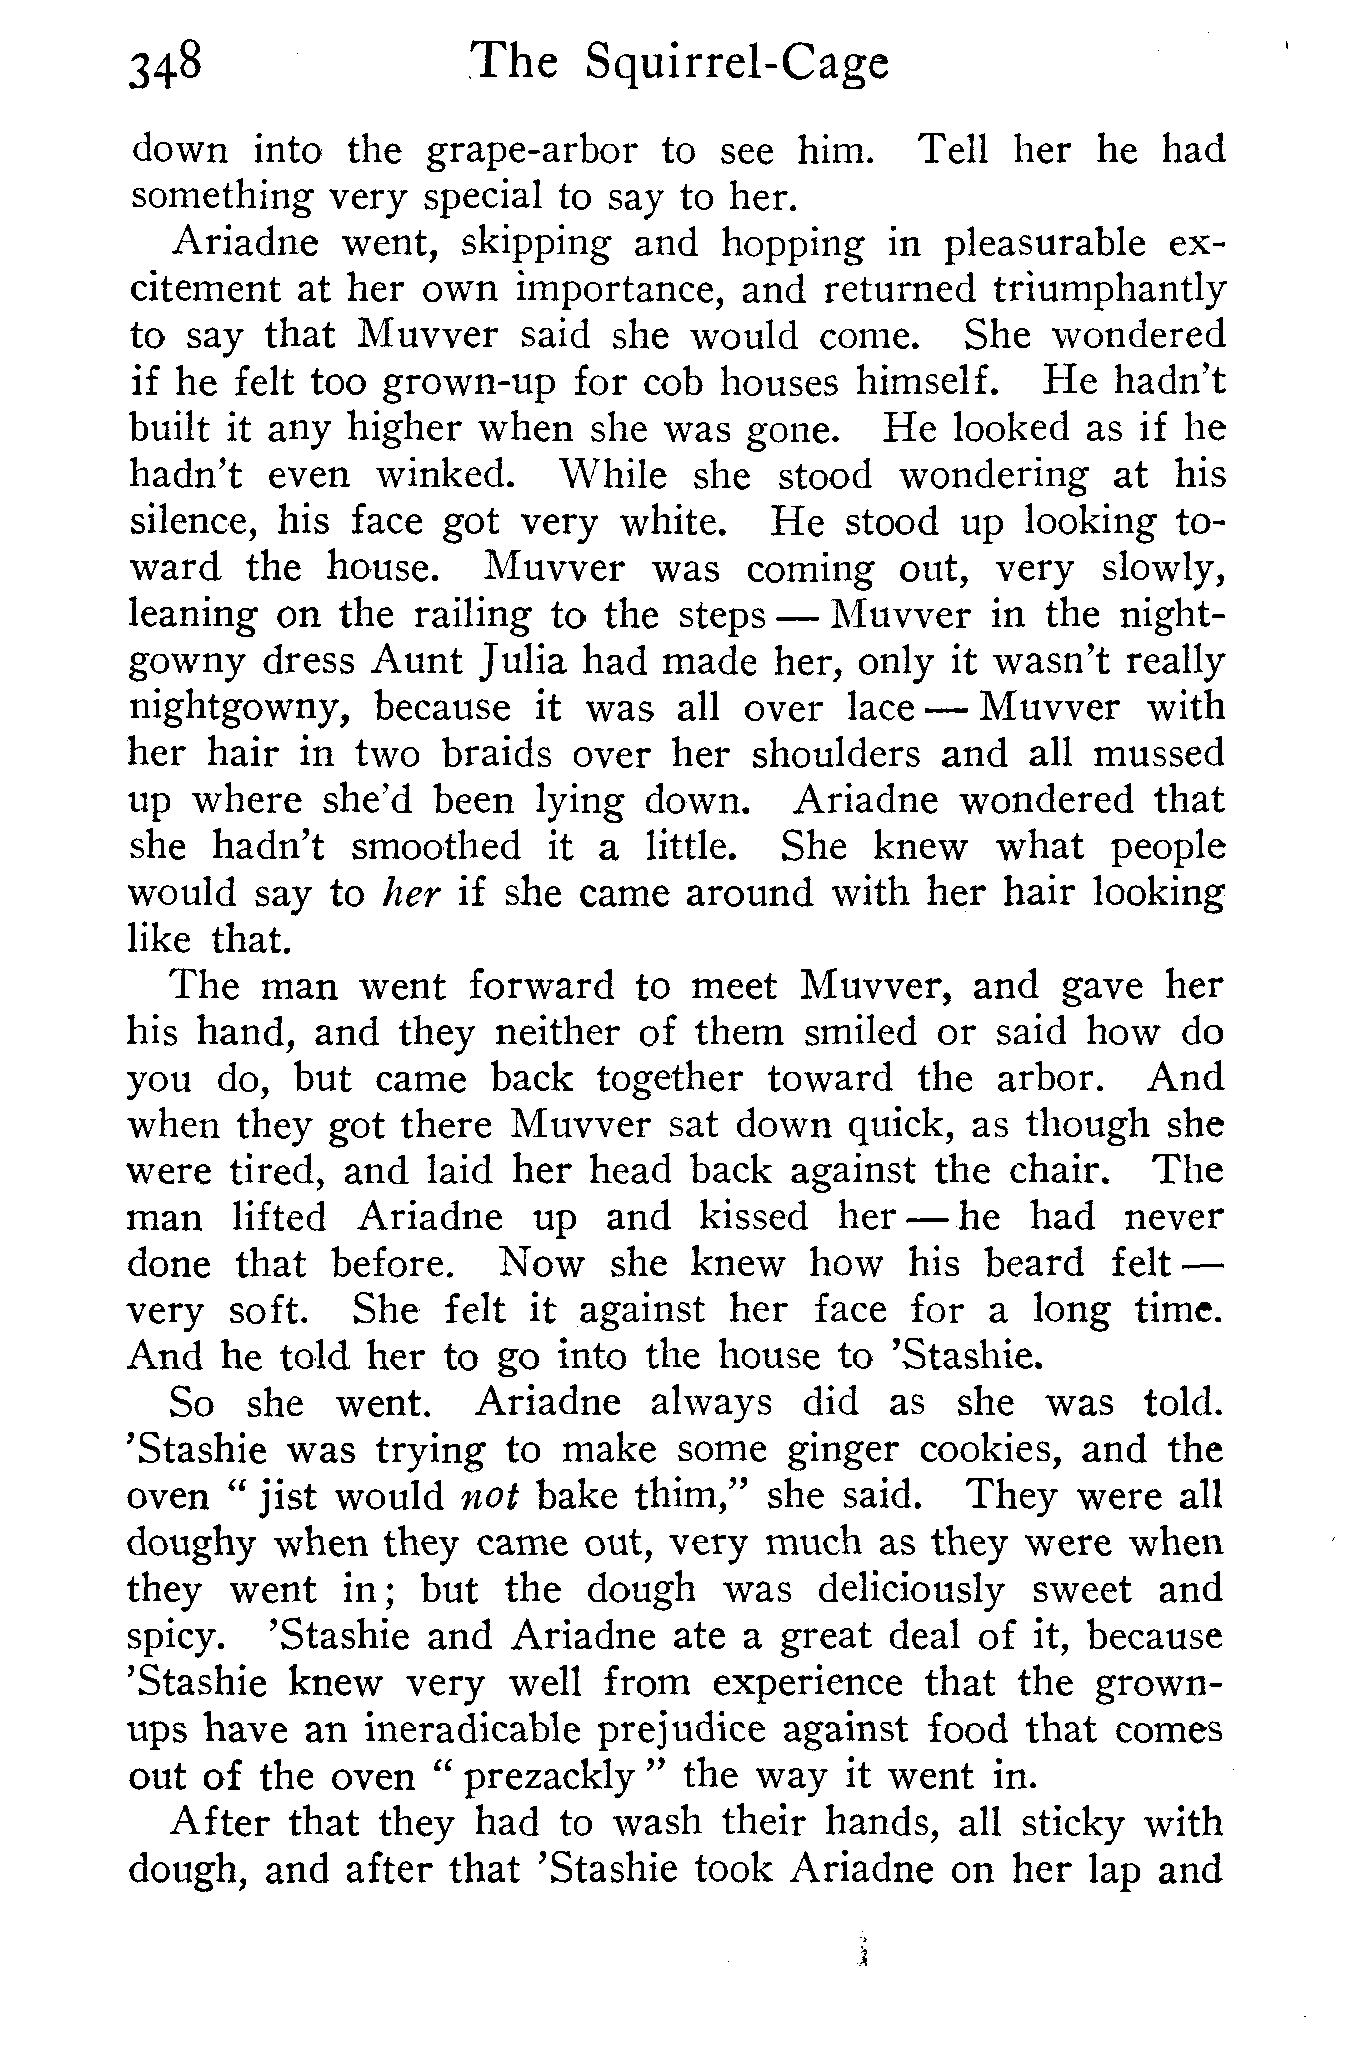 348 The Squirrel-Cage
down into the grape-arbor to see him. Tell her he had
something very special to say to her.
Ariadne went, skipping and hopping in pleasurable ex-
citement at her own importance, and returned triumphantly
to say that Muvver said she would come. She wondered
if he felt too grown-up for cob houses himself. He hadn't
built it any higher when she was gone. He looked as if he
hadn't even winked. While she stood wondering at his
silence, his face got very white. He stood up looking to-
ward the house. Muvver was coming out, very slowly,
leaning on the railing to the steps — Muvver in the night-
gowny dress Aunt Julia had made her, only it wasn't really
nightgowny, because it was all over lace — Muvver with
her hair in two braids over her shoulders and all mussed
up where she'd been lying down. Ariadne wondered that
she hadn't smoothed it a little. She knew what people
would say to her if she came around with her hair looking
like that.
The man went forward to meet Muvver, and gave her
his hand, and they neither of them smiled or said how do
you do, but came back together toward the arbor. And
when they got there Muvver sat down quick, as though she
were tired, and laid her head back against the chair. The
man lifted Ariadne up and kissed her — he had never
done that before. Now she knew how his beard felt —
very soft. She felt it against her face for a long time.
And he told her to go into the house to 'Stashie.
So she went. Ariadne always did as she was told.
'Stashie was trying to make some ginger cookies, and the
oven " jist would not bake thim," she said. They were all
doughy when they came out, very much as they were when
they went in; but the dough was deliciously sweet and
spicy. 'Stashie and Ariadne ate a great deal of it, because
'Stashie knew very well from experience that the grown-
ups have an ineradicable prejudice against food that comes
out of the oven " prezackly " the way it went in.
After that they had to wash their hands, all sticky with
dough, and after that 'Stashie took Ariadne on her lap and